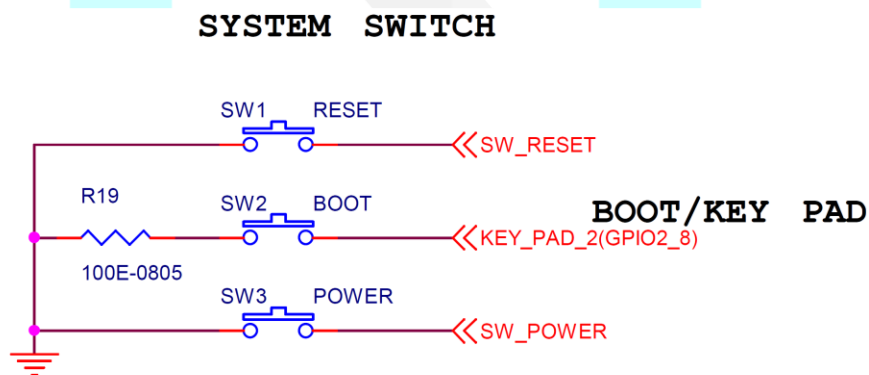 SYSTEM SWITCH
SW1 RESET
SW_RESET
R19
SW2 BOOT
BOOT/KEY PAD
KEY_PAD_2(GPIO2_8)
100E-0805
SW3 POWER
SW_POWER